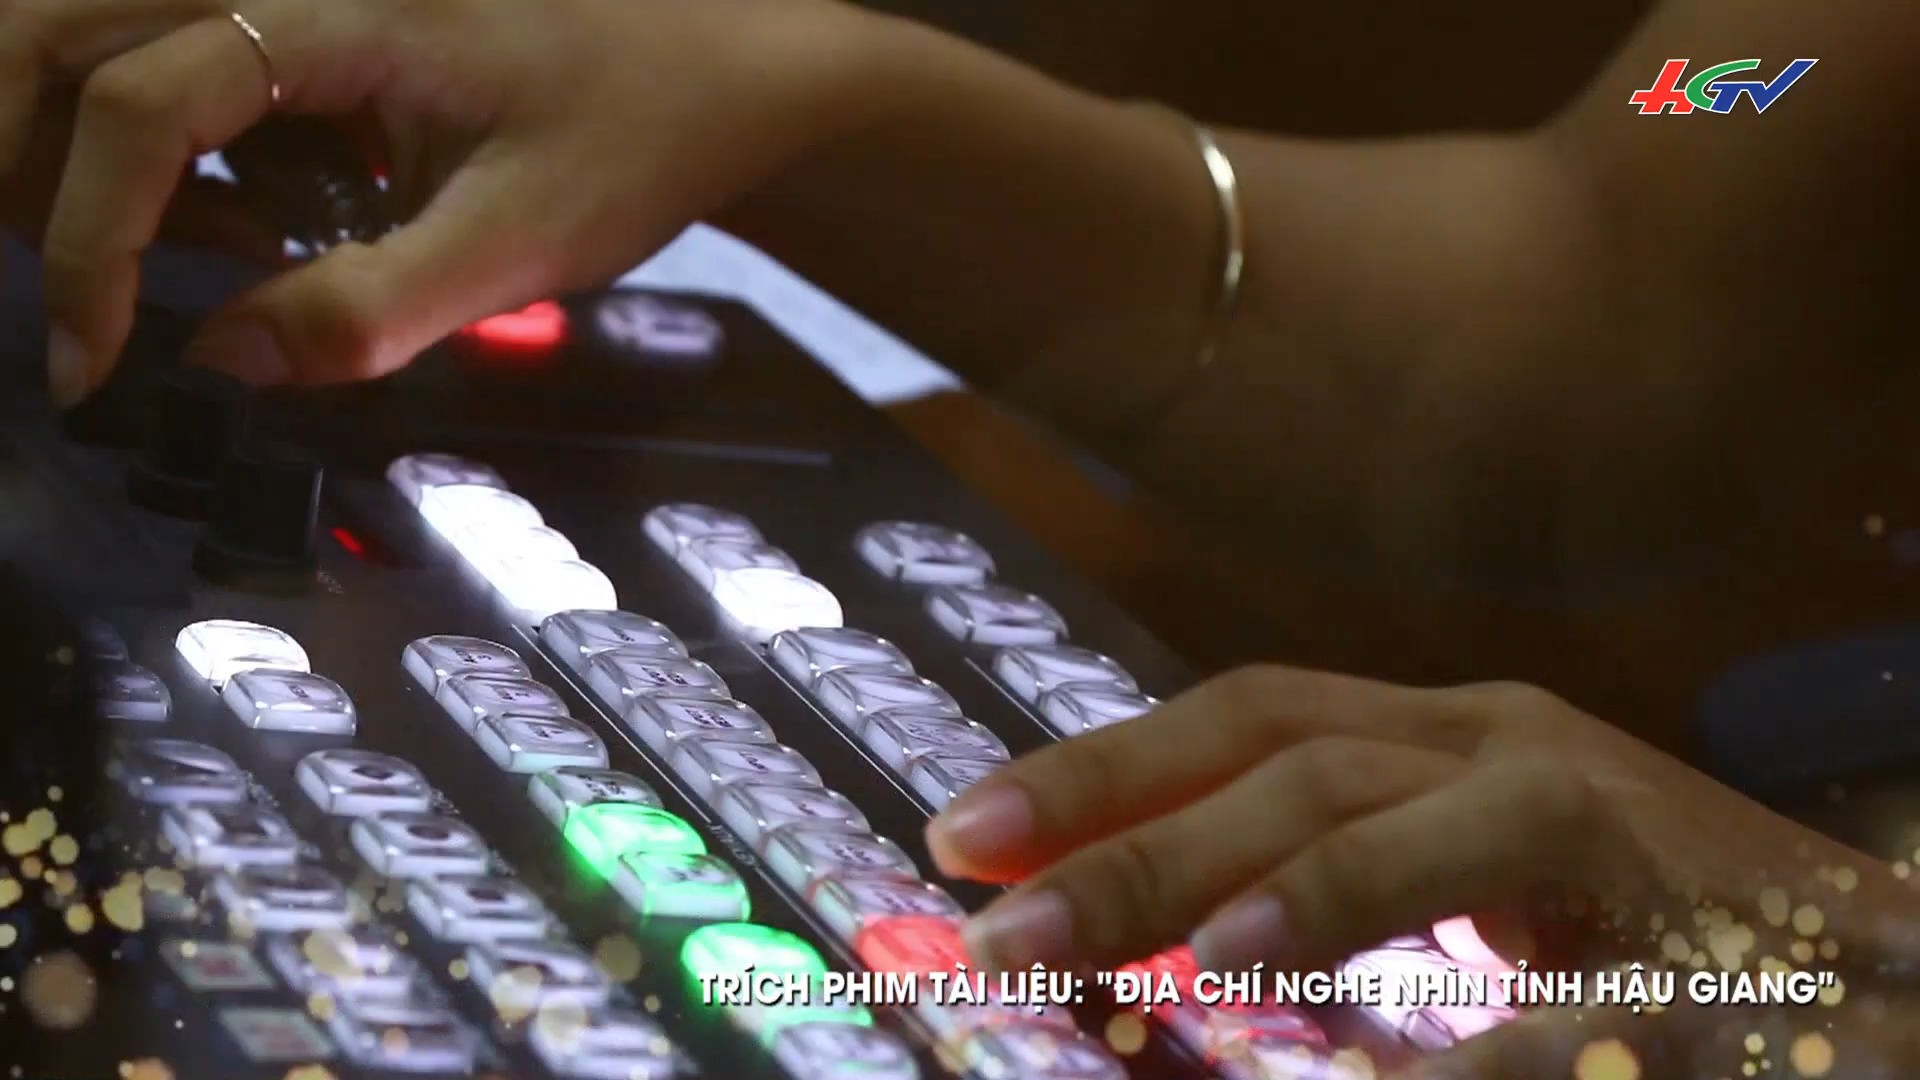 HGTV
TRÍCH PHIM TÀI LIỆU: "ĐỊA CHÍ NGHE NHÌN TỈNH HẬU GIANG"